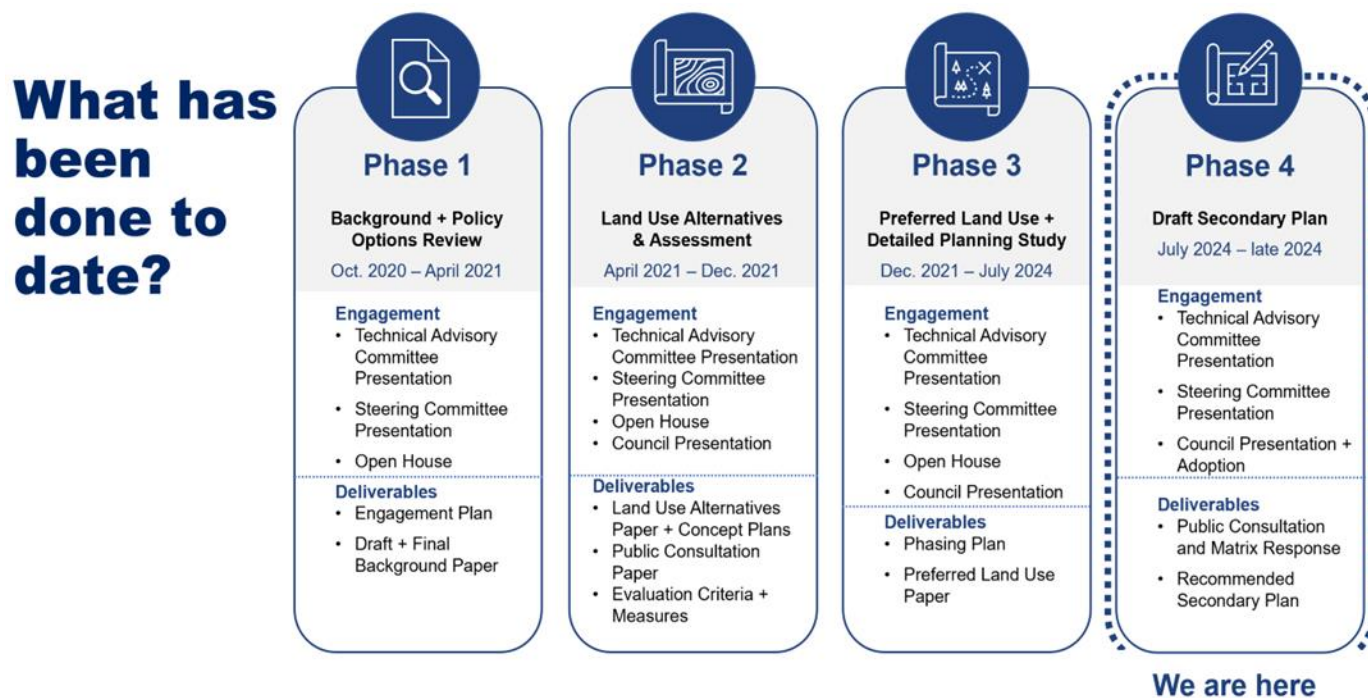 What has
been
done to
date?
Phase 1
Background + Policy
Options Review
Oct. 2020 – April 2021
Engagement
• Technical Advisory
Committee
Presentation
• Steering Committee
Presentation
• Open House
Deliverables
• Engagement Plan
• Draft + Final
Background Paper
Phase 2
Land Use Alternatives
& Assessment
April 2021 – Dec. 2021
Engagement
• Technical Advisory
Committee Presentation
• Steering Committee
Presentation
• Open House
• Council Presentation
Deliverables
• Land Use Alternatives
Paper + Concept Plans
• Public Consultation
Paper
• Evaluation Criteria +
Measures
Phase 3
Preferred Land Use +
Detailed Planning Study
Dec. 2021 – July 2024
Engagement
• Technical Advisory
Committee
Presentation
• Steering Committee
Presentation
• Open House
• Council Presentation
Deliverables
• Phasing Plan
• Preferred Land Use
Paper
Phase 4
Draft Secondary Plan
July 2024 – late 2024
Engagement
• Technical Advisory
Committee
Presentation
• Steering Committee
Presentation
• Council Presentation +
Adoption
Deliverables
• Public Consultation
and Matrix Response
• Recommended
Secondary Plan
We are here